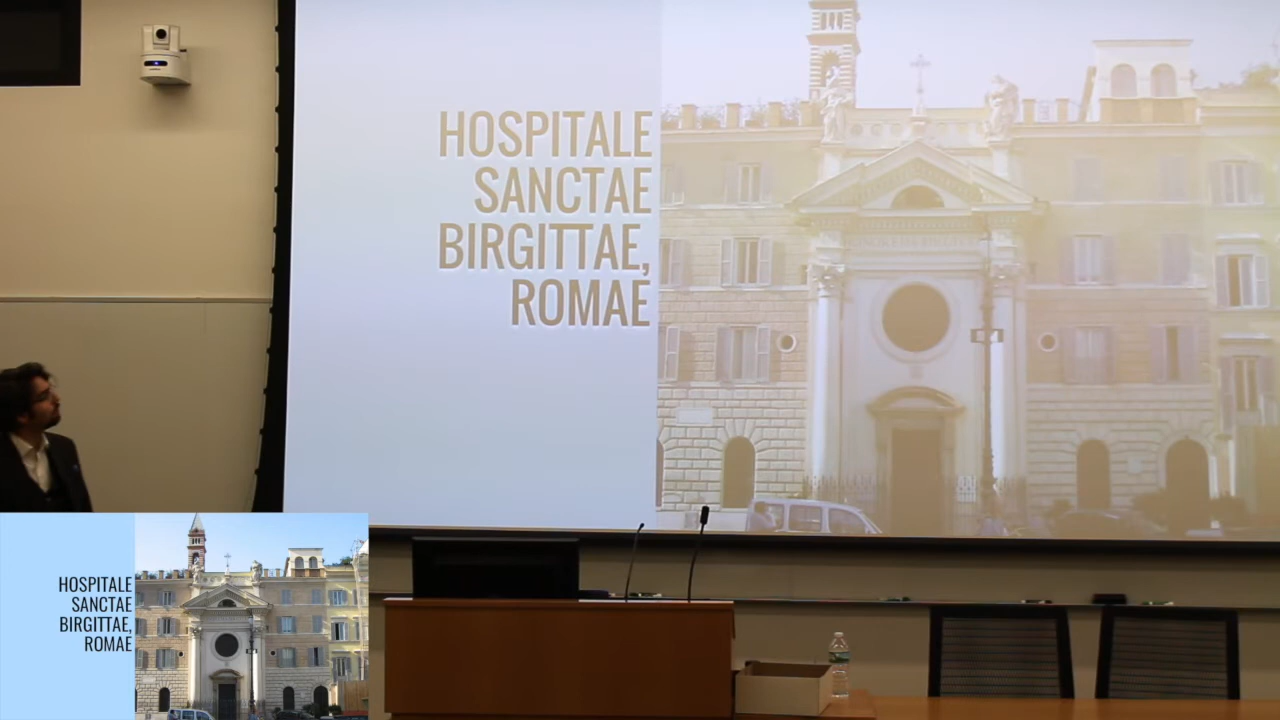 HOSPITALE
SANCTAE
BIRGITTAE,
ROMAE
HOSPITALE
SANCTAE
BIRGITTAE,
ROMAE